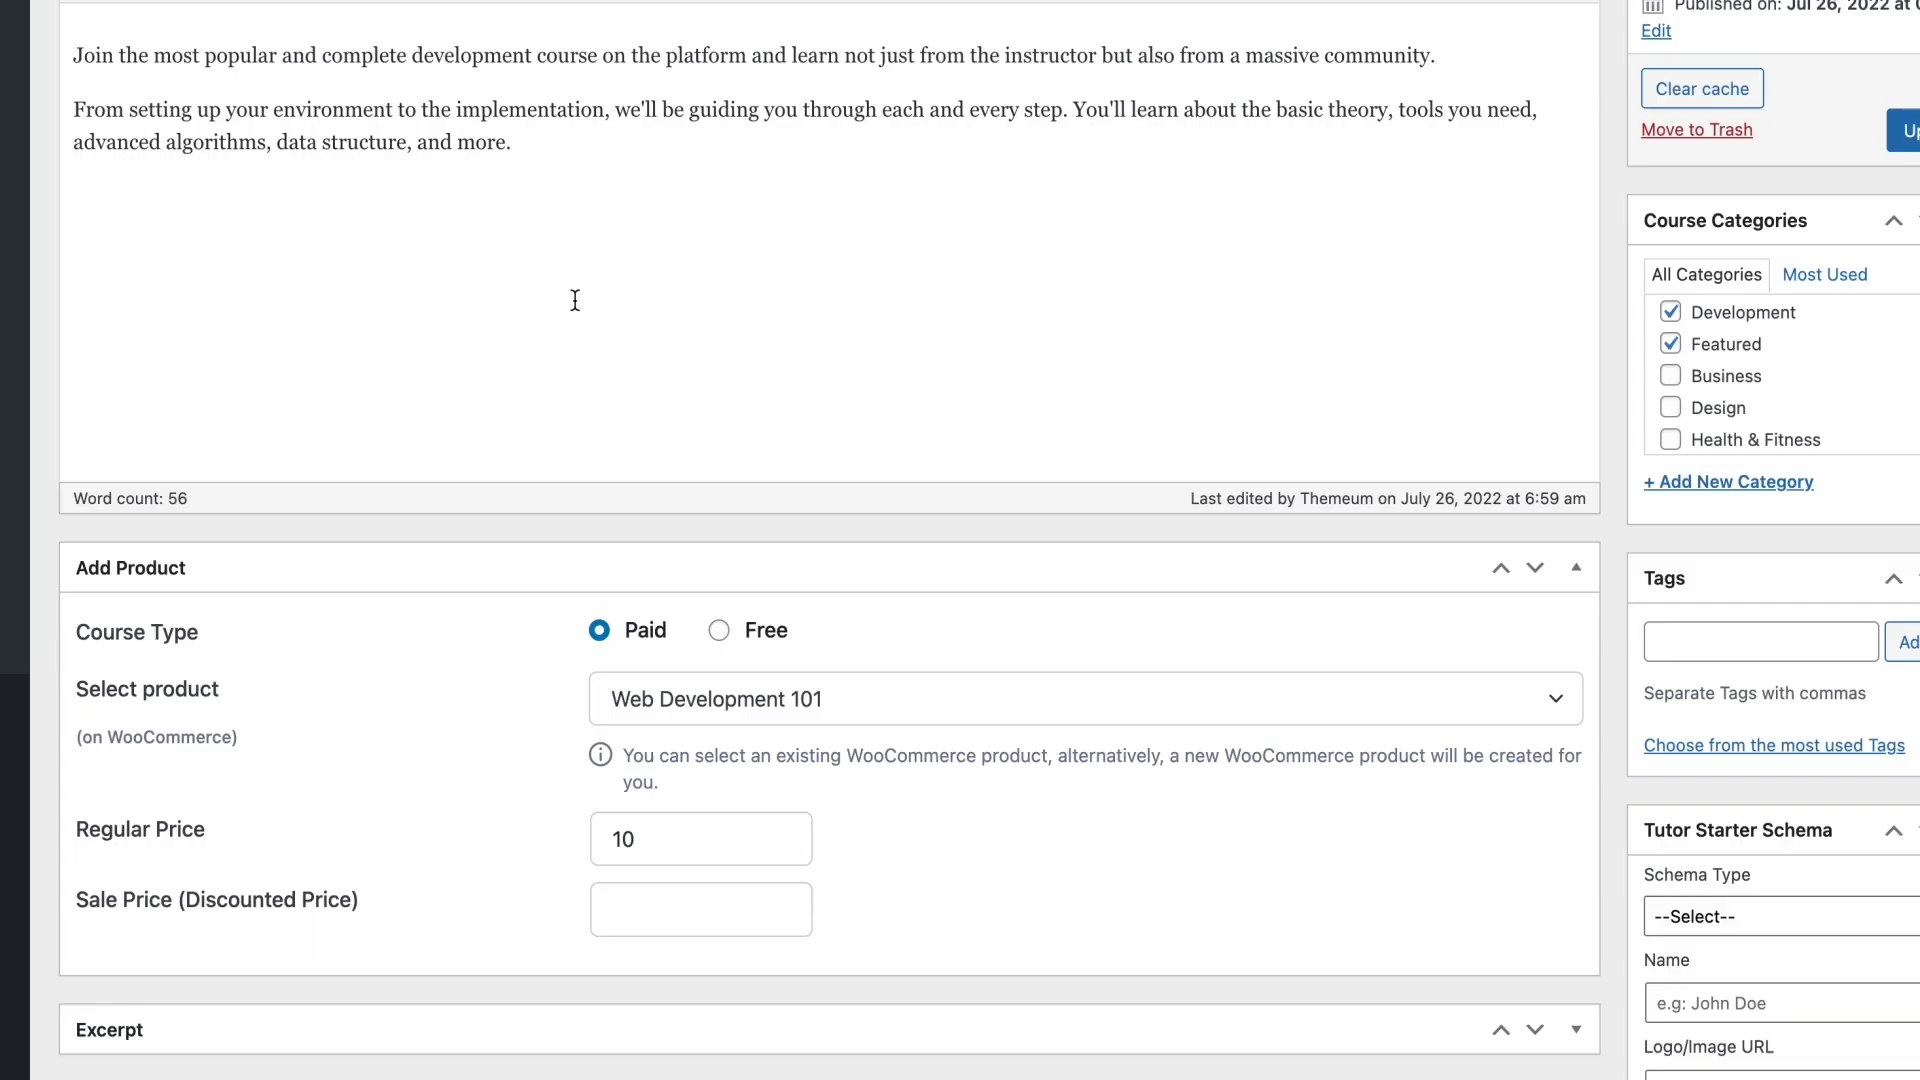 Join the most popular and complete development course on the platform and learn not just from the instructor but also from a massive community.
From setting up your environment to the implementation, we'll be guiding you through each and every step. You'll learn about the basic theory, tools you need,
advanced algorithms, data structure, and more.
Word count: 56
Last edited by Themeum on July 26, 2022 at 6:59 am
Add Product
Course Type
Paid
Free
Select product
(on WooCommerce)
Web Development 101
You can select an existing WooCommerce product, alternatively, a new WooCommerce product will be created for
you.
Regular Price
10
Sale Price (Discounted Price)
Excerpt
Published on: Jul 26, 2022 at
Edit
Clear cache
Move to Trash
Up
Course Categories
All Categories
Most Used
Development
Featured
Business
Design
Health & Fitness
+ Add New Category
Tags
Ad
Separate Tags with commas
Choose from the most used Tags
Tutor Starter Schema
Schema Type
--Select--
Name
e.g: John Doe
Logo/Image URL